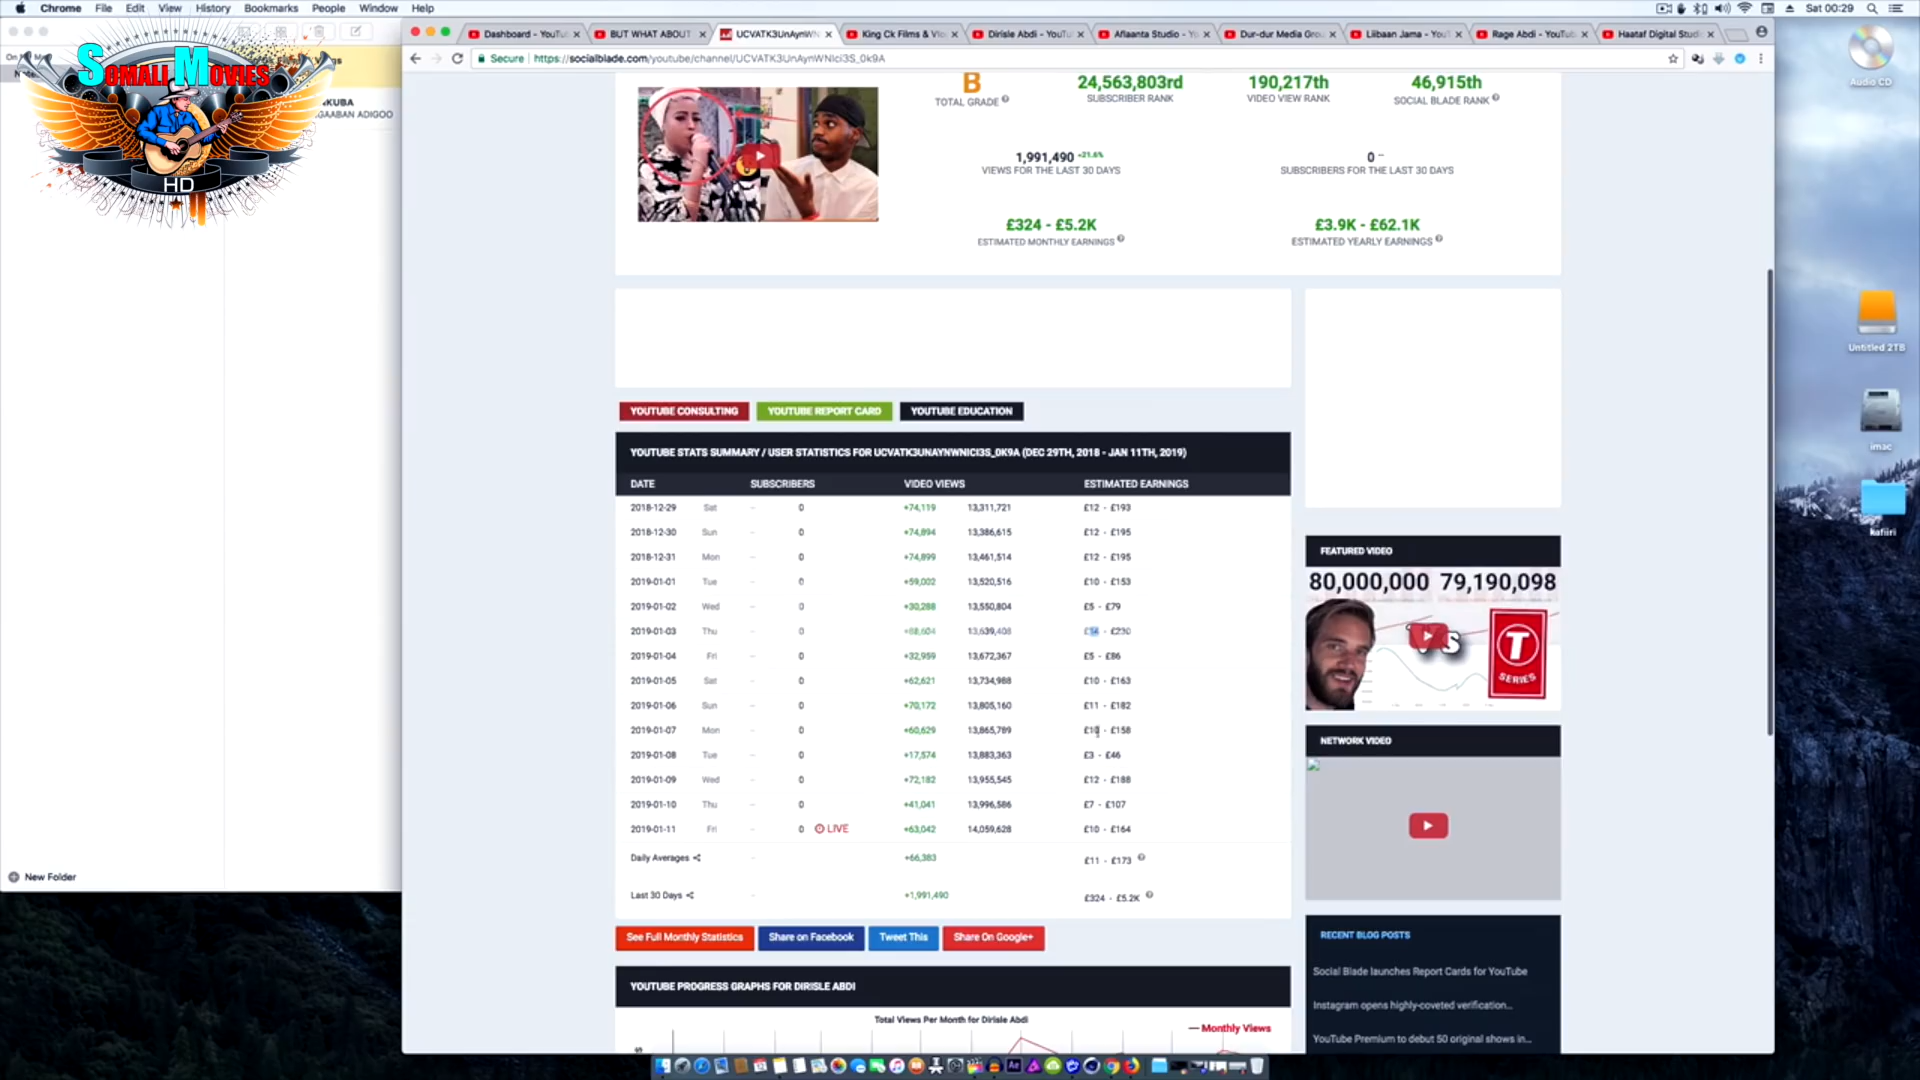 Chrome File Edit View History Bookmarks People Window Help
Sat 00:29
SOMALI MOVIES
HD
GAABAN ADIGOO
New Folder
Dashboard - YouTu
BUT WHAT ABOUT
UCVATK3UnAynWN
King Ck Films & Vl
Dirisle Abdi - YouTu
Aflaanta Studio - Yo
Dur-dur Media Gro
Liibaan Jama - You
Rage Abdi - YouTub
Haataf Digital Studi
Secure https://socialblade.com/youtube/channel/UCVATK3UnAynWNIci3S_0k9A
B
TOTAL GRADE
24,563,803rd
SUBSCRIBER RANK
190,217th
VIDEO VIEW RANK
46,915th
SOCIAL BLADE RANK
1,991,490 +21.6%
VIEWS FOR THE LAST 30 DAYS
0 --
SUBSCRIBERS FOR THE LAST 30 DAYS
£324 - £5.2K
ESTIMATED MONTHLY EARNINGS
£3.9K - £62.1K
ESTIMATED YEARLY EARNINGS
YOUTUBE CONSULTING YOUTUBE REPORT CARD YOUTUBE EDUCATION
YOUTUBE STATS SUMMARY / USER STATISTICS FOR UCVATK3UNAYNWNICI3S_0K9A (DEC 29TH, 2018 - JAN 11TH, 2019)
DATE SUBSCRIBERS VIDEO VIEWS ESTIMATED EARNINGS
2018-12-29 Sat -- 0 +74,119 13,311,721 £12 - £193
2018-12-30 Sun -- 0 +74,894 13,386,615 £12 - £195
2018-12-31 Mon -- 0 +74,899 13,461,514 £12 - £195
2019-01-01 Tue -- 0 +59,002 13,520,516 £10 - £153
2019-01-02 Wed -- 0 +30,288 13,550,804 £5 - £79
2019-01-03 Thu -- 0 +88,604 13,639,408 £14 - £230
2019-01-04 Fri -- 0 +32,959 13,672,367 £5 - £86
2019-01-05 Sat -- 0 +62,621 13,734,988 £10 - £163
2019-01-06 Sun -- 0 +70,172 13,805,160 £11 - £182
2019-01-07 Mon -- 0 +60,629 13,865,789 £10 - £158
2019-01-08 Tue -- 0 +17,574 13,883,363 £3 - £46
2019-01-09 Wed -- 0 +72,182 13,955,545 £12 - £188
2019-01-10 Thu -- 0 +41,041 13,996,586 £7 - £107
2019-01-11 Fri 0 LIVE +63,042 14,059,628 £10 - £164
Daily Averages -- +66,383 £11 - £173
Last 30 Days -- +1,991,490 £324 - £5.2K
See Full Monthly Statistics Share on Facebook Tweet This Share On Google+
YOUTUBE PROGRESS GRAPHS FOR DIRISLE ABDI
Total Views Per Month for Dirisle Abdi
Monthly Views
FEATURED VIDEO
80,000,000 79,190,098
VS
T SERIES
NETWORK VIDEO
RECENT BLOG POSTS
Social Blade launches Report Cards for YouTube
Instagram opens highly-coveted verification...
YouTube Premium to debut 50 original shows in...
Audio CD
Untitled 2TB
imac
kafiiri